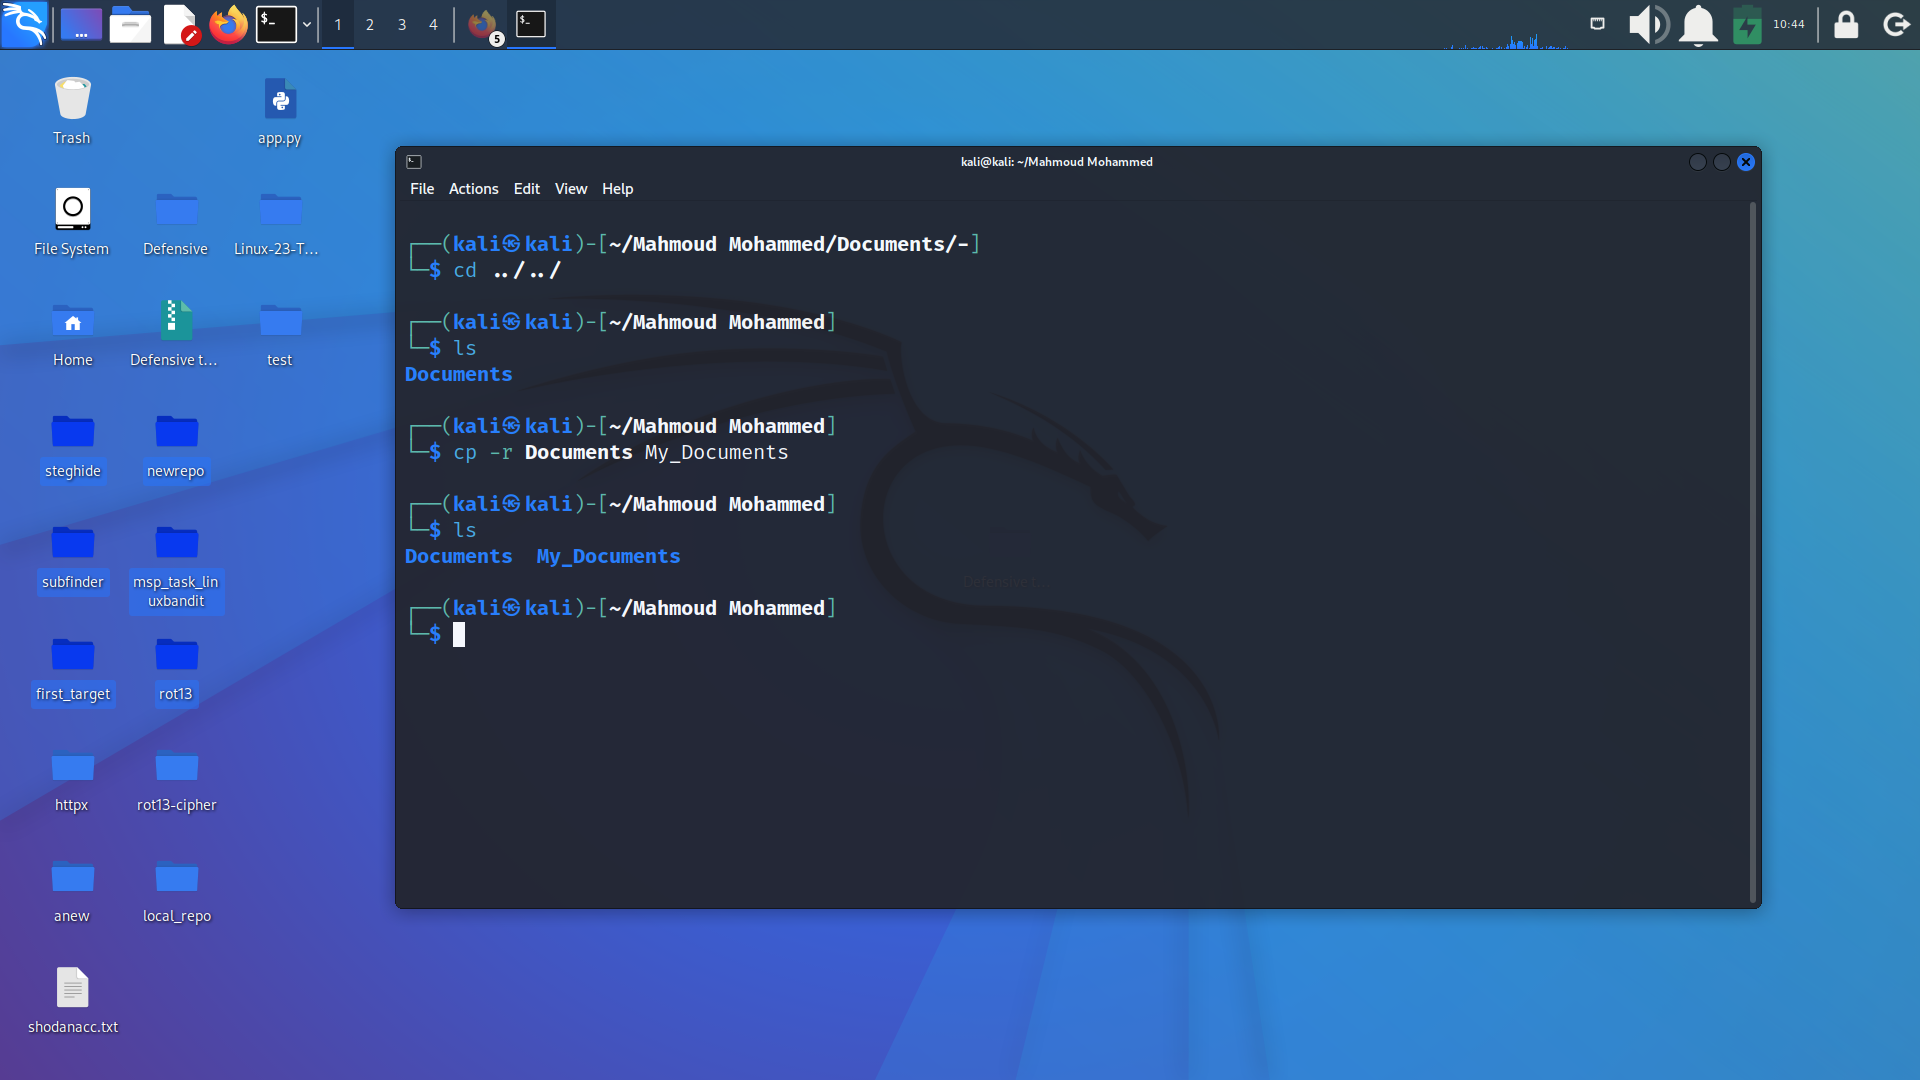 1 2 3 4
5
10:44
Trash
app.py
File System
Defensive
Linux-23-T...
Home
Defensive t...
test
steghide
newrepo
subfinder
msp_task_lin
uxbandit
first_target
rot13
httpx
rot13-cipher
anew
local_repo
shodanacc.txt
kali@kali: ~/Mahmoud Mohammed
File Actions Edit View Help
┌──(kali㉿kali)-[~/Mahmoud Mohammed/Documents/-]
└─$ cd ../../
┌──(kali㉿kali)-[~/Mahmoud Mohammed]
└─$ ls
Documents
┌──(kali㉿kali)-[~/Mahmoud Mohammed]
└─$ cp -r Documents My_Documents
┌──(kali㉿kali)-[~/Mahmoud Mohammed]
└─$ ls
Documents My_Documents
Defensive t...
┌──(kali㉿kali)-[~/Mahmoud Mohammed]
└─$